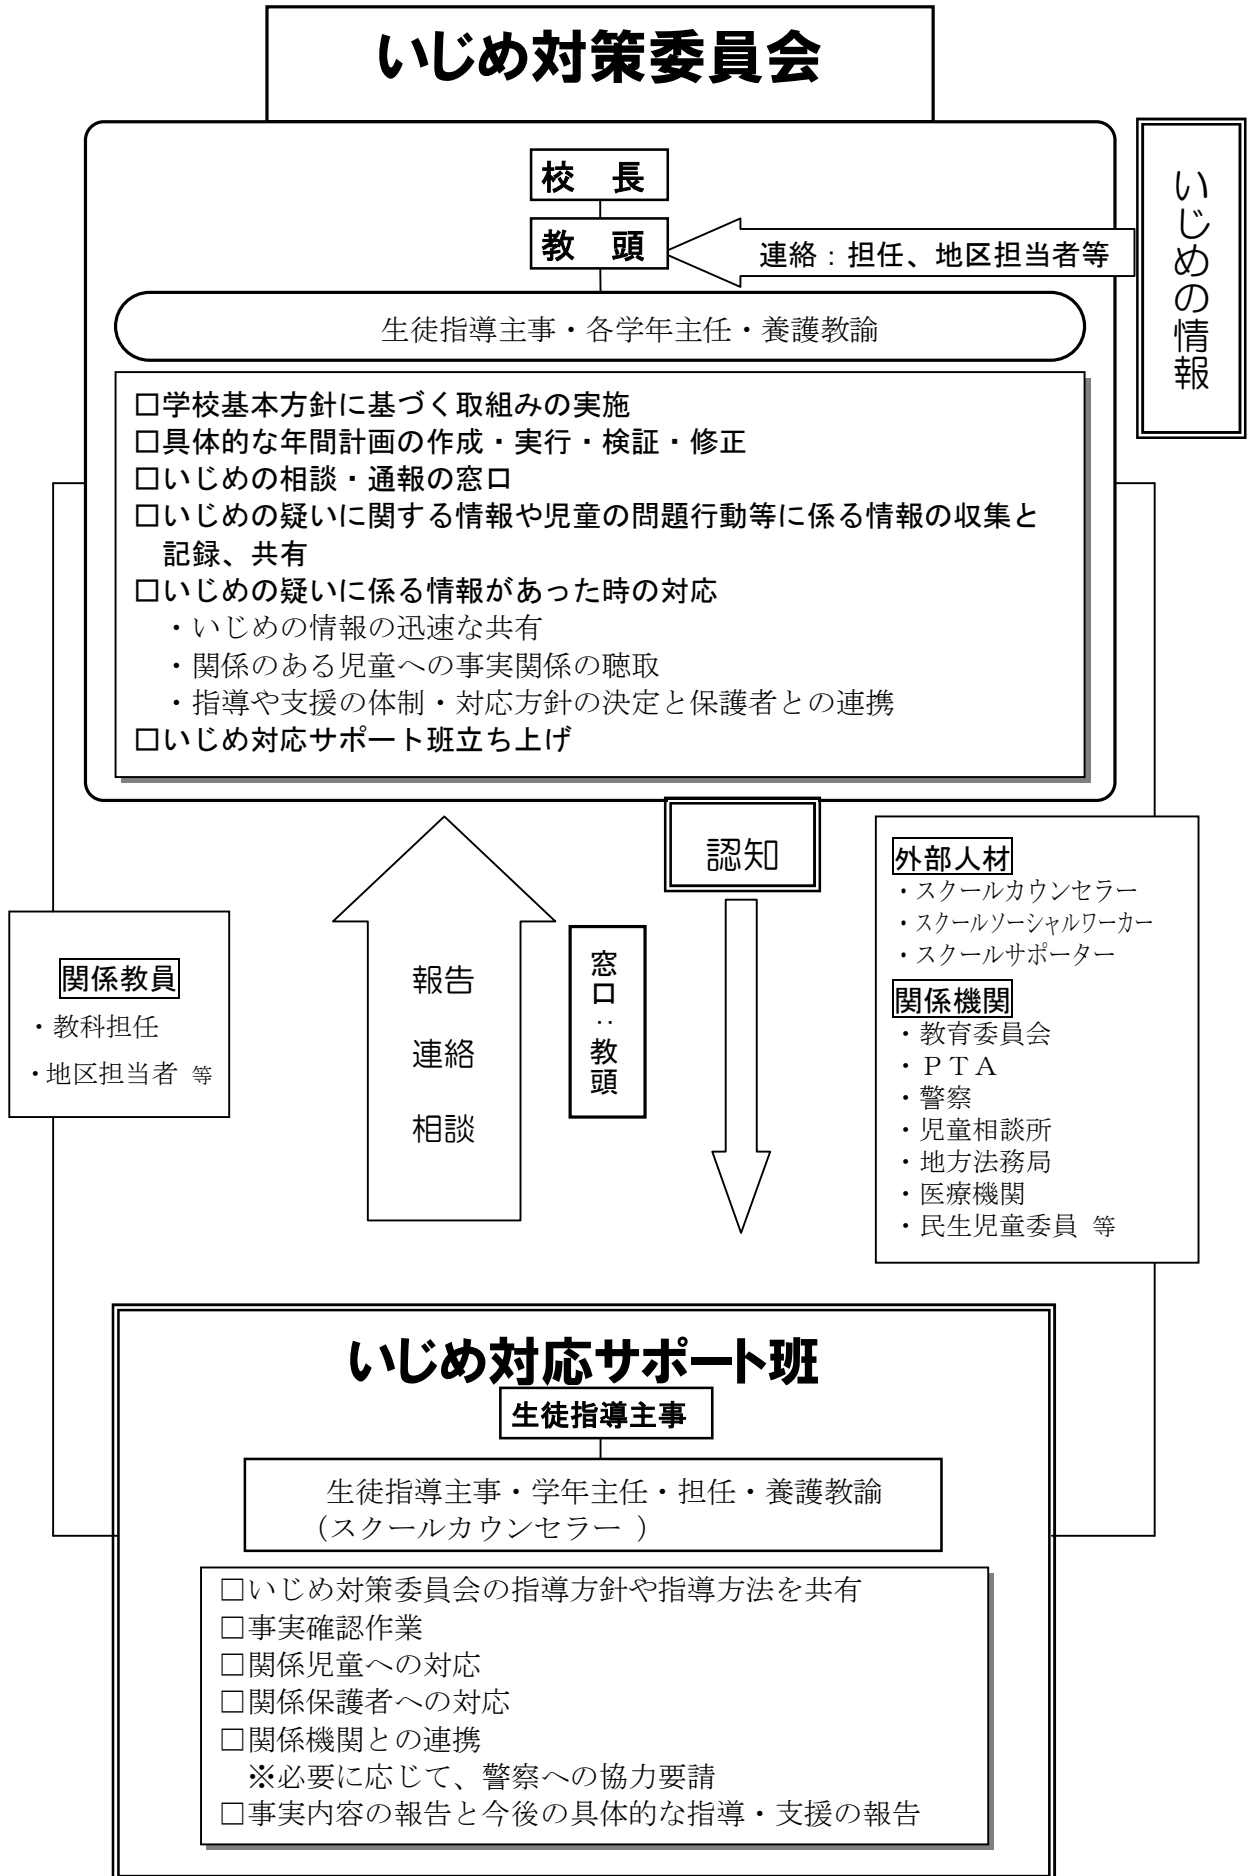 いじめ対策委員会
校　長
教　頭
連絡：担任、地区担当者等
いじめの情報
生徒指導主事・各学年主任・養護教諭
□学校基本方針に基づく取組みの実施
□具体的な年間計画の作成・実行・検証・修正
□いじめの相談・通報の窓口
□いじめの疑いに関する情報や児童の問題行動等に係る情報の収集と
記録、共有
□いじめの疑いに係る情報があった時の対応
・いじめの情報の迅速な共有
・関係のある児童への事実関係の聴取
・指導や支援の体制・対応方針の決定と保護者との連携
□いじめ対応サポート班立ち上げ
関係教員
・教科担任
・地区担当者 等
報告
連絡
相談
窓口：教頭
認知
外部人材
・スクールカウンセラー
・スクールソーシャルワーカー
・スクールサポーター
関係機関
・教育委員会
・ＰＴＡ
・警察
・児童相談所
・地方法務局
・医療機関
・民生児童委員 等
いじめ対応サポート班
生徒指導主事
生徒指導主事・学年主任・担任・養護教諭
（スクールカウンセラー ）
□いじめ対策委員会の指導方針や指導方法を共有
□事実確認作業
□関係児童への対応
□関係保護者への対応
□関係機関との連携
※必要に応じて、警察への協力要請
□事実内容の報告と今後の具体的な指導・支援の報告